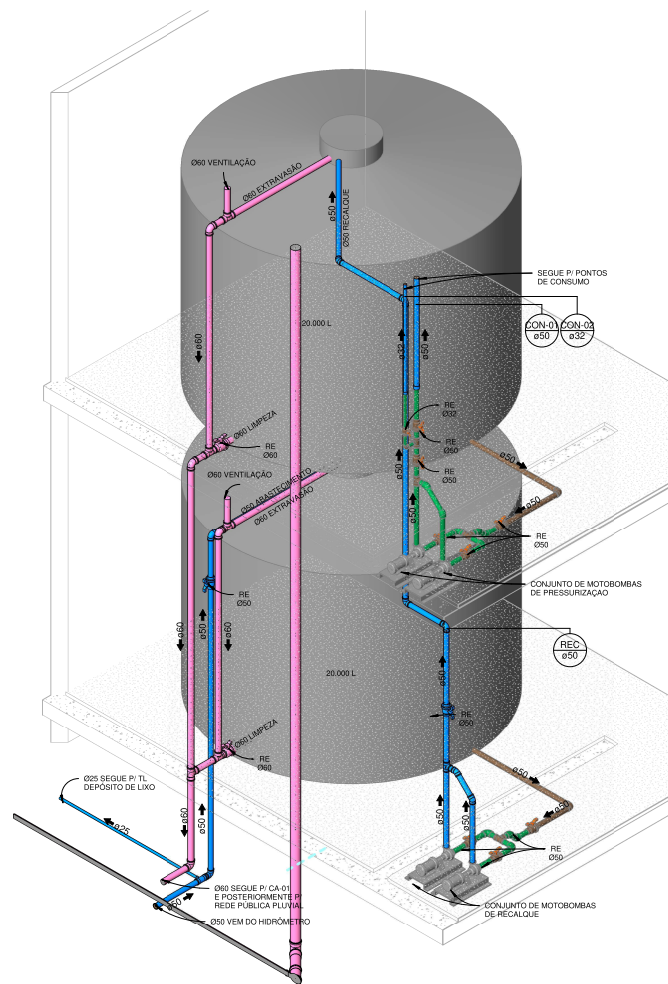 Ø60 VENTILAÇÃO
Ø60 EXTRAVASÃO
ø50
Ø50 RECALQUE
SEGUE P/ PONTOS
DE CONSUMO
CON-01
ø50
CON-02
ø32
20.000 L
ø60
ø32
ø50
RE
Ø32
Ø60 LIMPEZA
RE
Ø60
RE
Ø50
ø50
RE
Ø50
ø50
Ø60 VENTILAÇÃO
Ø50 ABASTECIMENTO
Ø60 EXTRAVASÃO
ø50
ø50
RE
Ø50
CONJUNTO DE MOTOBOMBAS
DE PRESSURIZAÇAO
RE
Ø50
ø60
ø50
ø60
REC
ø50
ø50
20.000 L
RE
Ø50
Ø60 LIMPEZA
RE
Ø60
ø50
Ø25 SEGUE P/ TL
DEPÓSITO DE LIXO
ø25
ø60
ø50
ø50
ø50
ø50
RE
Ø50
Ø60 SEGUE P/ CA-01
E POSTERIORMENTE P/
REDE PÚBLICA PLUVIAL
ø50
Ø50 VEM DO HIDRÔMETRO
CONJUNTO DE MOTOBOMBAS
DE RECALQUE